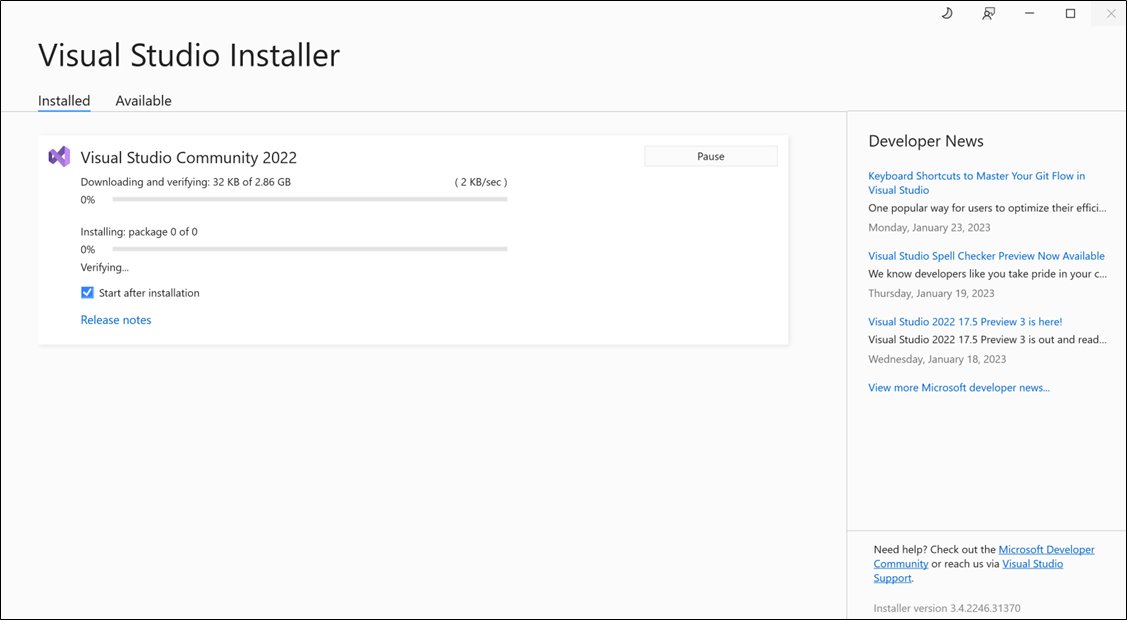 Visual Studio Installer
Installed
Available
Visual Studio Community 2022
Pause
Downloading and verifying: 32 KB of 2.86 GB
( 2 KB/sec )
0%
Installing: package 0 of 0
0%
Verifying...
Start after installation
Release notes
Developer News
Keyboard Shortcuts to Master Your Git Flow in
Visual Studio
One popular way for users to optimize their effici...
Monday, January 23, 2023
Visual Studio Spell Checker Preview Now Available
We know developers like you take pride in your c...
Thursday, January 19, 2023
Visual Studio 2022 17.5 Preview 3 is here!
Visual Studio 2022 17.5 Preview 3 is out and read...
Wednesday, January 18, 2023
View more Microsoft developer news...
Need help? Check out the Microsoft Developer
Community or reach us via Visual Studio
Support.
Installer version 3.4.2246.31370